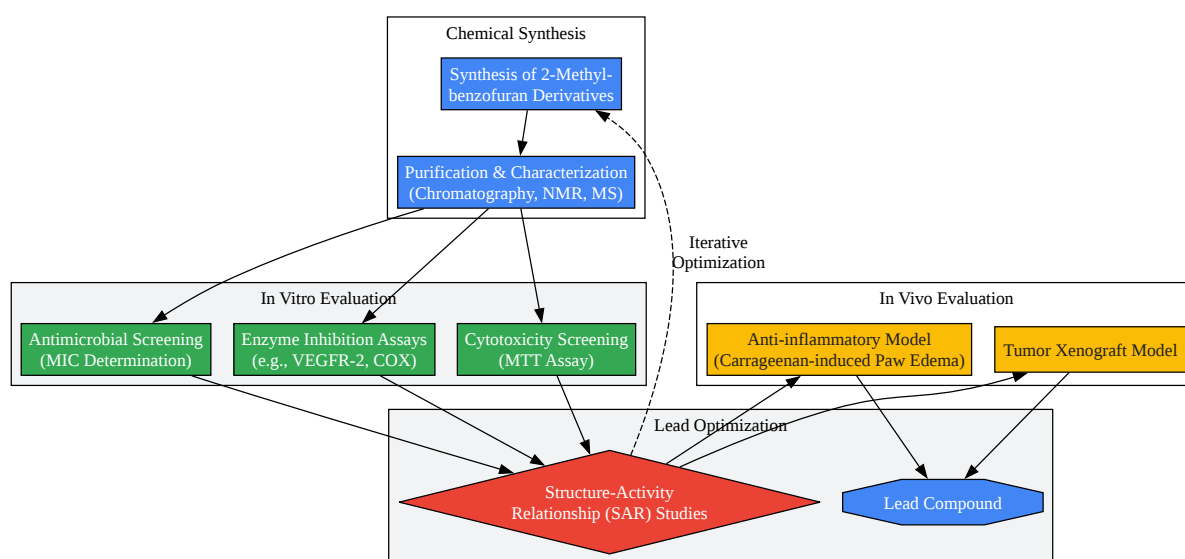 Chemical Synthesis
Synthesis of 2-Methyl-
benzofuran Derivatives
Purification & Characterization
(Chromatography, NMR, MS)
Iterative
Optimization
In Vitro Evaluation
Antimicrobial Screening
(MIC Determination)
Enzyme Inhibition Assays
(e.g., VEGFR-2, COX)
Cytotoxicity Screening
(MTT Assay)
In Vivo Evaluation
Anti-inflammatory Model
(Carrageenan-induced Paw Edema)
Tumor Xenograft Model
Lead Optimization
Structure-Activity
Relationship (SAR) Studies
Lead Compound